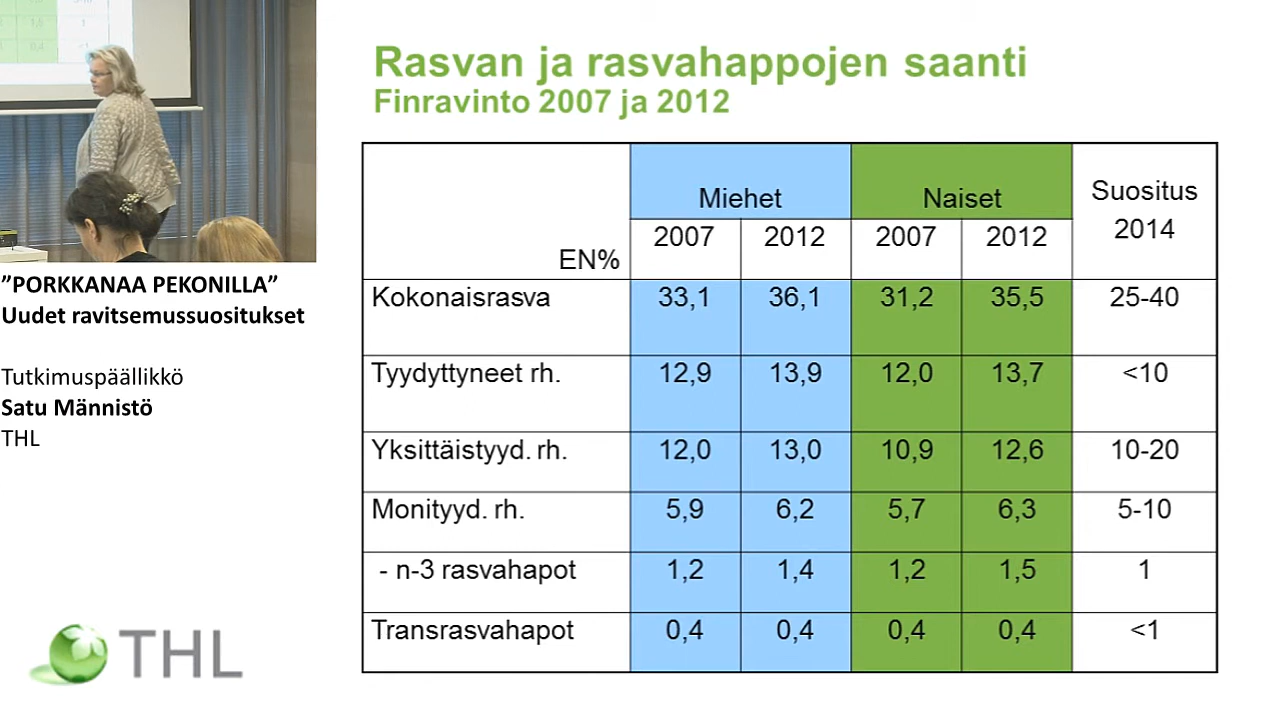 Rasvan ja rasvahappojen saanti
Finravinto 2007 ja 2012
”PORKKANAA PEKONILLA”
Uudet ravitsemussuositukset
Tutkimuspäällikkö
Satu Männistö
THL
THL
EN% Miehet Naiset Suositus 2014
2007 2012 2007 2012
Kokonaisrasva 33,1 36,1 31,2 35,5 25-40
Tyydyttyneet rh. 12,9 13,9 12,0 13,7 <10
Yksittäistyyd. rh. 12,0 13,0 10,9 12,6 10-20
Monityyd. rh. 5,9 6,2 5,7 6,3 5-10
- n-3 rasvahapot 1,2 1,4 1,2 1,5 1
Transrasvahapot 0,4 0,4 0,4 0,4 <1